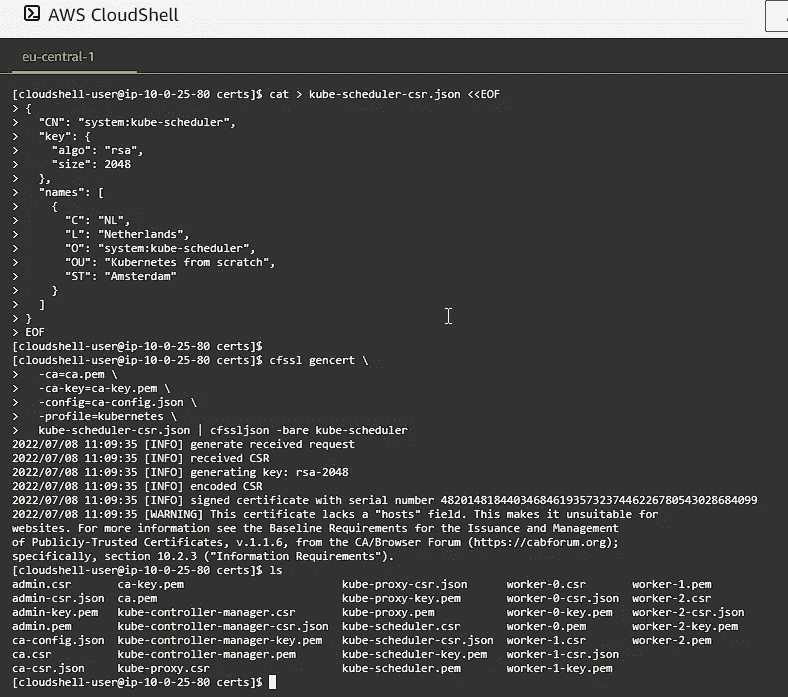 AWS CloudShell
eu-central-1
[cloudshell-user@ip-10-0-25-80 certs]$ cat > kube-scheduler-csr.json <<EOF
> {
>   "CN": "system:kube-scheduler",
>   "key": {
>     "algo": "rsa",
>     "size": 2048
>   },
>   "names": [
>     {
>       "C": "NL",
>       "L": "Netherlands",
>       "O": "system:kube-scheduler",
>       "OU": "Kubernetes from scratch",
>       "ST": "Amsterdam"
>     }
>   ]
> }
> EOF
[cloudshell-user@ip-10-0-25-80 certs]$
[cloudshell-user@ip-10-0-25-80 certs]$ cfssl gencert \
>   -ca=ca.pem \
>   -ca-key=ca-key.pem \
>   -config=ca-config.json \
>   -profile=kubernetes \
>   kube-scheduler-csr.json | cfssljson -bare kube-scheduler
2022/07/08 11:09:35 [INFO] generate received request
2022/07/08 11:09:35 [INFO] received CSR
2022/07/08 11:09:35 [INFO] generating key: rsa-2048
2022/07/08 11:09:35 [INFO] encoded CSR
2022/07/08 11:09:35 [INFO] signed certificate with serial number 482014818440346846193573237446226780543028684099
2022/07/08 11:09:35 [WARNING] This certificate lacks a "hosts" field. This makes it unsuitable for
websites. For more information see the Baseline Requirements for the Issuance and Management
of Publicly-Trusted Certificates, v.1.1.6, from the CA/Browser Forum (https://cabforum.org);
specifically, section 10.2.3 ("Information Requirements").
[cloudshell-user@ip-10-0-25-80 certs]$ ls
admin.csr       ca-key.pem                        kube-proxy-csr.json      worker-0.csr       worker-1.pem
admin-csr.json  ca.pem                            kube-proxy-key.pem       worker-0-csr.json  worker-2.csr
admin-key.pem   kube-controller-manager.csr       kube-proxy.pem           worker-0-key.pem   worker-2-csr.json
admin.pem       kube-controller-manager-csr.json  kube-scheduler.csr       worker-0.pem       worker-2-key.pem
ca-config.json  kube-controller-manager-key.pem   kube-scheduler-csr.json  worker-1.csr       worker-2.pem
ca.csr          kube-controller-manager.pem       kube-scheduler-key.pem   worker-1-csr.json
ca-csr.json     kube-proxy.csr                    kube-scheduler.pem       worker-1-key.pem
[cloudshell-user@ip-10-0-25-80 certs]$